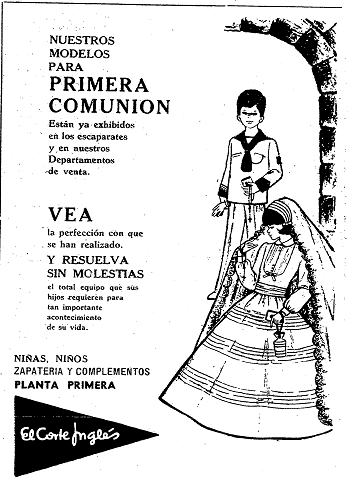 NUESTROS
MODELOS
PARA
PRIMERA
COMUNION
Están ya exhibidos
en los escaparates
y en nuestros
Departamentos
de venta.
VEA
la perfección con que
se han realizado.
Y RESUELVA
SIN MOLESTIAS
el total equipo que sus
hijos requieren para
tan importante
acontecimiento
de su vida.
NIÑAS, NIÑOS
ZAPATERIA Y COMPLEMENTOS
PLANTA PRIMERA
El Corte Inglés